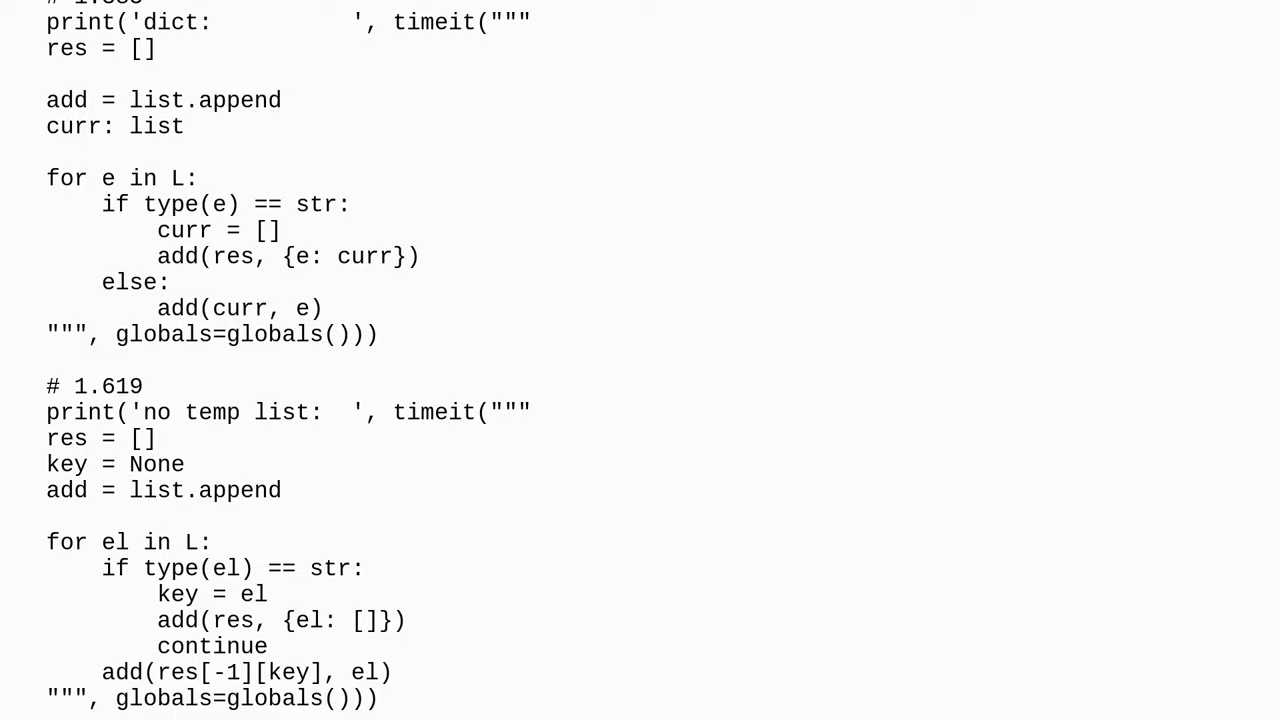 print('dict:          ', timeit("""
res = []

add = list.append
curr: list

for e in L:
    if type(e) == str:
        curr = []
        add(res, {e: curr})
    else:
        add(curr, e)
""", globals=globals()))

# 1.619
print('no temp list:  ', timeit("""
res = []
key = None
add = list.append

for el in L:
    if type(el) == str:
        key = el
        add(res, {el: []})
        continue
    add(res[-1][key], el)
""", globals=globals()))